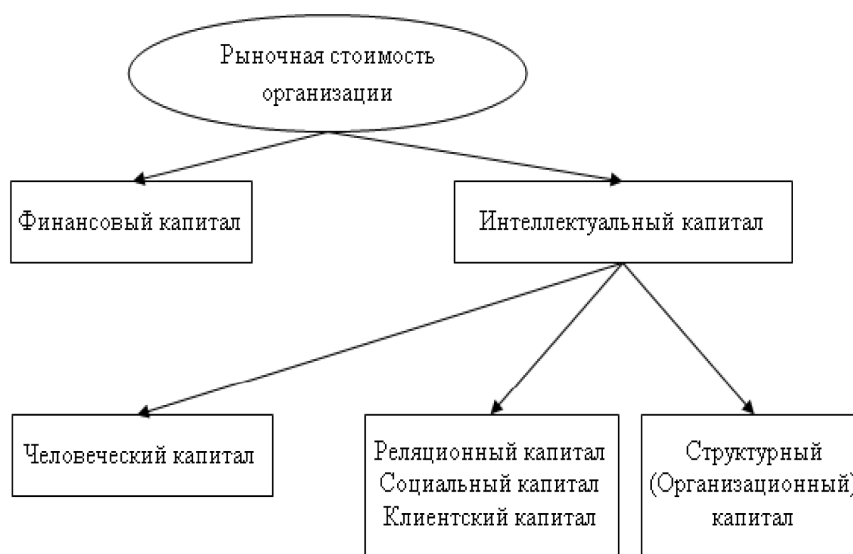 Рыночная стоимость
организации
Финансовый капитал
Интеллектуальный капитал
Человеческий капитал
Реляционный капитал
Социальный капитал
Клиентский капитал
Структурный
(Организационный)
капитал